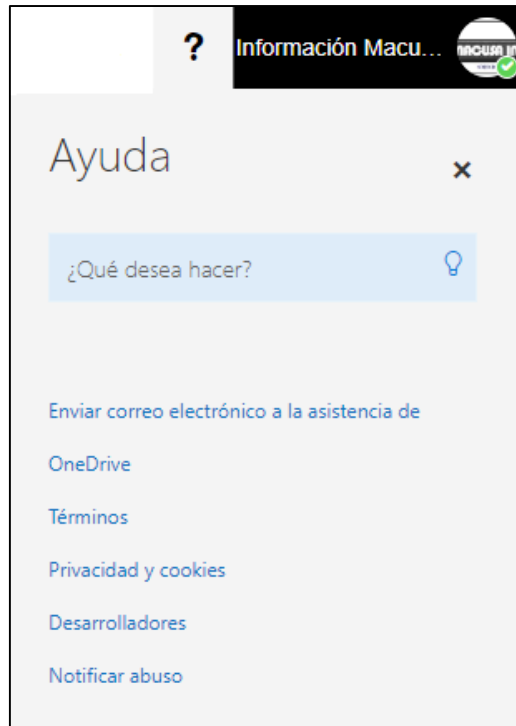 ? Información Macu...
Ayuda
¿Qué desea hacer?
Enviar correo electrónico a la asistencia de
OneDrive
Términos
Privacidad y cookies
Desarrolladores
Notificar abuso